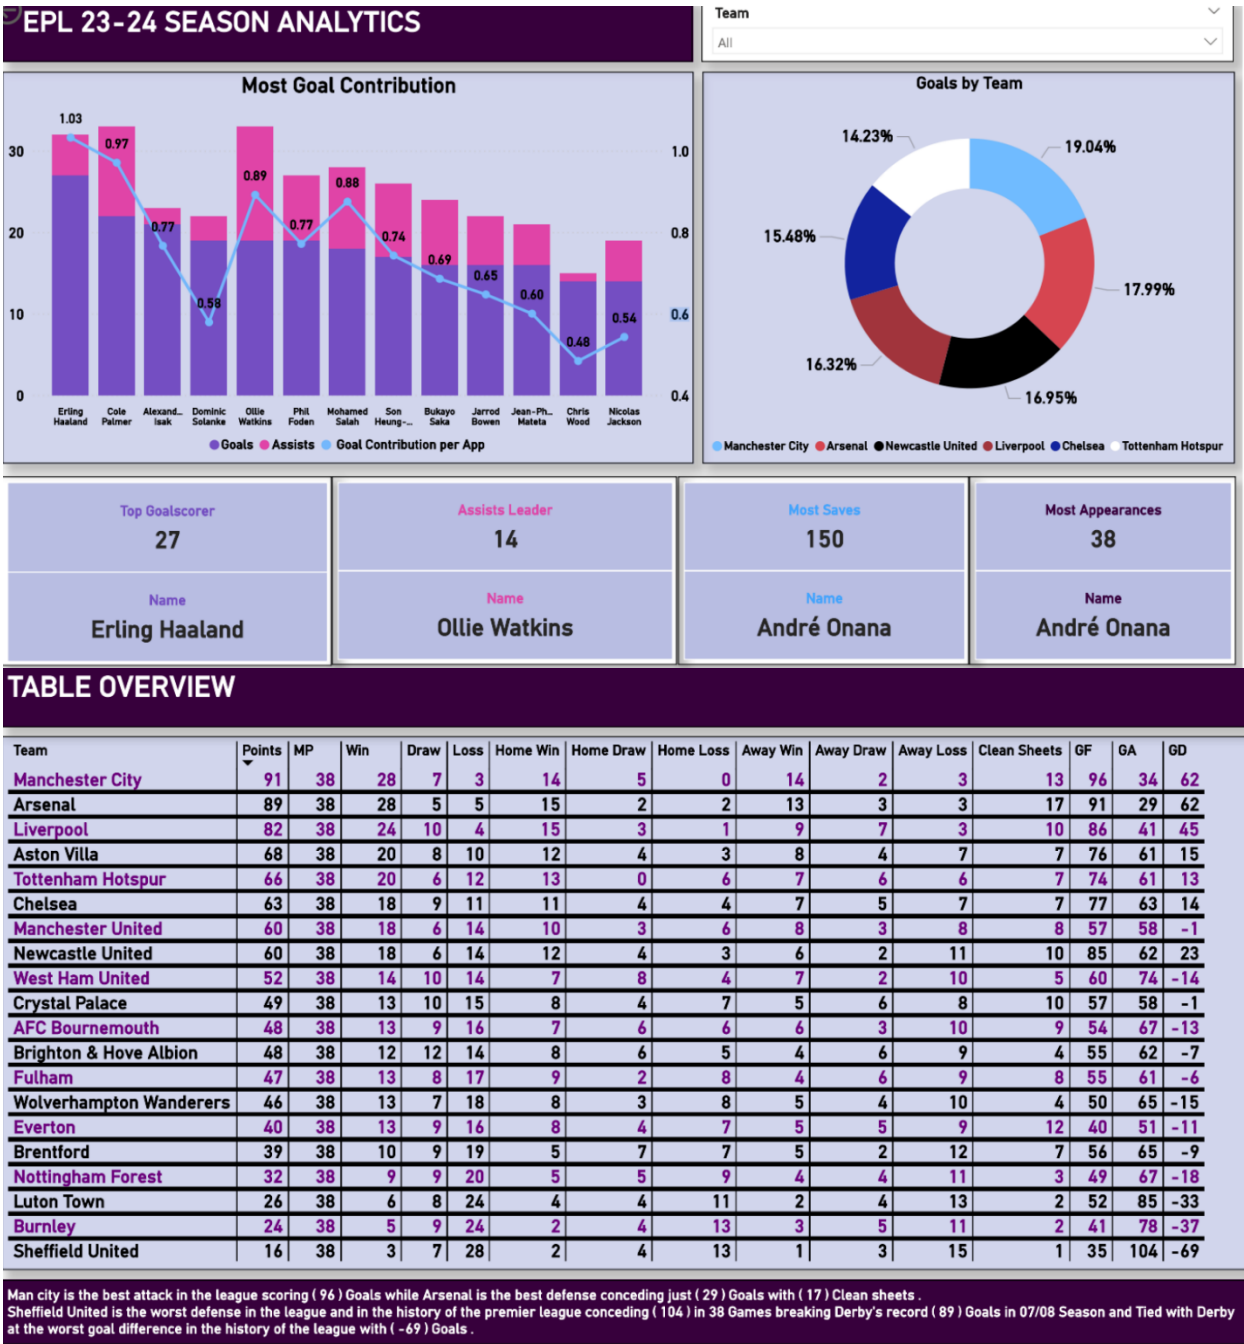 EPL 23-24 SEASON ANALYTICS
Team
All
Most Goal Contribution
1.03
0.97
0.77
0.58
0.89
0.77
0.88
0.74
0.69
0.65
0.60
0.48
0.54
30
20
10
0
1.0
0.8
0.6
0.4
Erling Haaland
Cole Palmer
Alexand... Isak
Dominic Solanke
Ollie Watkins
Phil Foden
Mohamed Salah
Son Heung-...
Bukayo Saka
Jarrod Bowen
Jean-Ph... Mateta
Chris Wood
Nicolas Jackson
Goals Assists Goal Contribution per App
Goals by Team
14.23%
19.04%
15.48%
17.99%
16.32%
16.95%
Manchester City Arsenal Newcastle United Liverpool Chelsea Tottenham Hotspur
Top Goalscorer
27
Name
Erling Haaland
Assists Leader
14
Name
Ollie Watkins
Most Saves
150
Name
André Onana
Most Appearances
38
Name
André Onana
TABLE OVERVIEW
Team Points MP Win Draw Loss Home Win Home Draw Home Loss Away Win Away Draw Away Loss Clean Sheets GF GA GD
Manchester City 91 38 28 7 3 14 5 0 14 2 3 13 96 34 62
Arsenal 89 38 28 5 5 15 2 2 13 3 3 17 91 29 62
Liverpool 82 38 24 10 4 15 3 1 9 7 3 10 86 41 45
Aston Villa 68 38 20 8 10 12 4 3 8 4 7 7 76 61 15
Tottenham Hotspur 66 38 20 6 12 13 0 6 7 6 6 7 74 61 13
Chelsea 63 38 18 9 11 11 4 4 7 5 7 7 77 63 14
Manchester United 60 38 18 6 14 10 3 6 8 3 8 8 57 58 -1
Newcastle United 60 38 18 6 14 12 4 3 6 2 11 10 85 62 23
West Ham United 52 38 14 10 14 7 8 4 7 2 10 5 60 74 -14
Crystal Palace 49 38 13 10 15 8 4 7 5 6 8 10 57 58 -1
AFC Bournemouth 48 38 13 9 16 7 6 6 6 3 10 9 54 67 -13
Brighton & Hove Albion 48 38 12 12 14 8 6 5 4 6 9 4 55 62 -7
Fulham 47 38 13 8 17 9 2 8 4 6 9 8 55 61 -6
Wolverhampton Wanderers 46 38 13 7 18 8 3 8 5 4 10 4 50 65 -15
Everton 40 38 13 9 16 8 4 7 5 5 9 12 40 51 -11
Brentford 39 38 10 9 19 5 7 7 5 2 12 7 56 65 -9
Nottingham Forest 32 38 9 9 20 5 5 9 4 4 11 3 49 67 -18
Luton Town 26 38 6 8 24 4 4 11 2 4 13 2 52 85 -33
Burnley 24 38 5 9 24 2 4 13 3 5 11 2 41 78 -37
Sheffield United 16 38 3 7 28 2 4 13 1 3 15 1 35 104 -69
Man city is the best attack in the league scoring ( 96 ) Goals while Arsenal is the best defense conceding just ( 29 ) Goals with ( 17 ) Clean sheets .
Sheffield United is the worst defense in the league and in the history of the premier league conceding ( 104 ) in 38 Games breaking Derby's record ( 89 ) Goals in 07/08 Season and Tied with Derby
at the worst goal difference in the history of the league with ( -69 ) Goals .